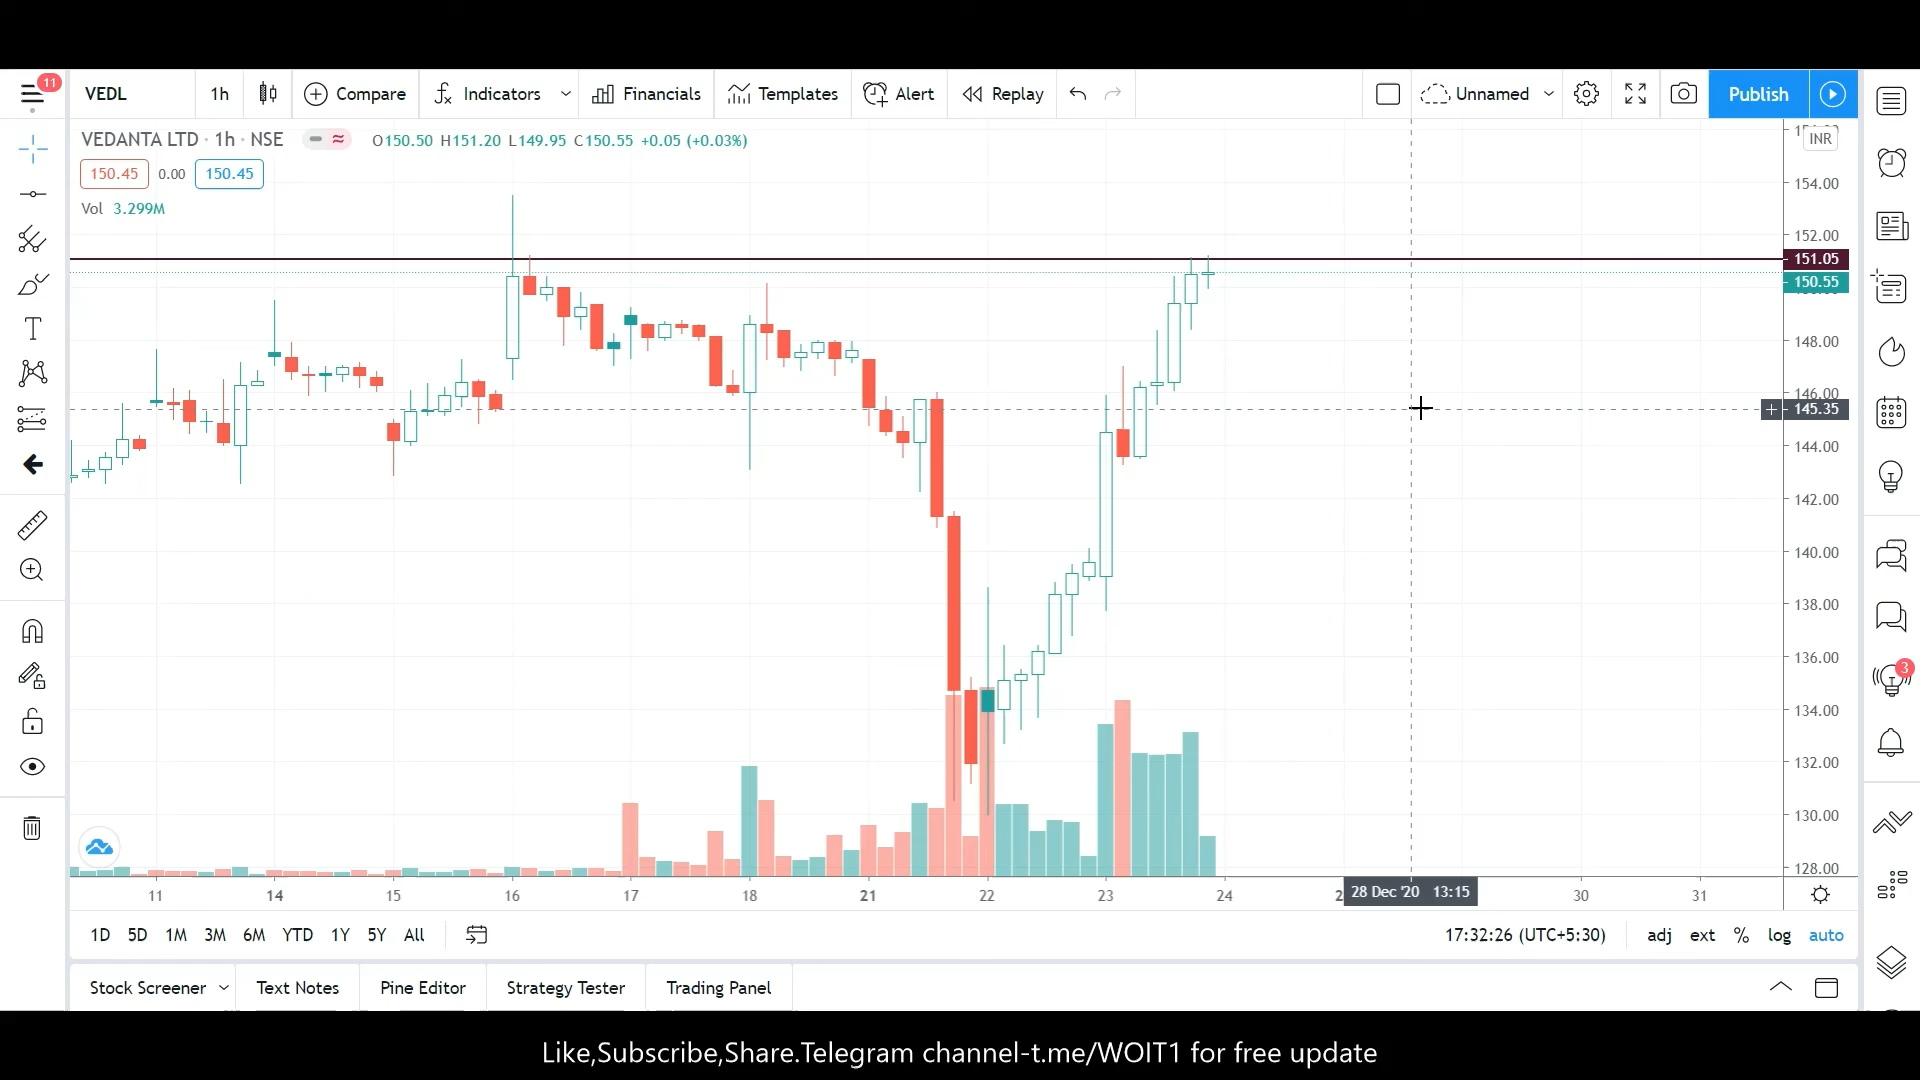 11
VEDL 1h Compare Indicators Financials Templates Alert Replay Unnamed Publish
VEDANTA LTD · 1h · NSE O150.50 H151.20 L149.95 C150.55 +0.05 (+0.03%)
INR
150.45 0.00 150.45
Vol 3.299M
154.00
152.00
151.05
150.55
148.00
146.00
145.35
144.00
142.00
140.00
138.00
136.00
3
134.00
132.00
130.00
128.00
11 14 15 16 17 18 21 22 23 24 28 Dec '20 13:15 30 31
1D 5D 1M 3M 6M YTD 1Y 5Y All 17:32:26 (UTC+5:30) adj ext % log auto
Stock Screener Text Notes Pine Editor Strategy Tester Trading Panel
Like,Subscribe,Share.Telegram channel-t.me/WOIT1 for free update